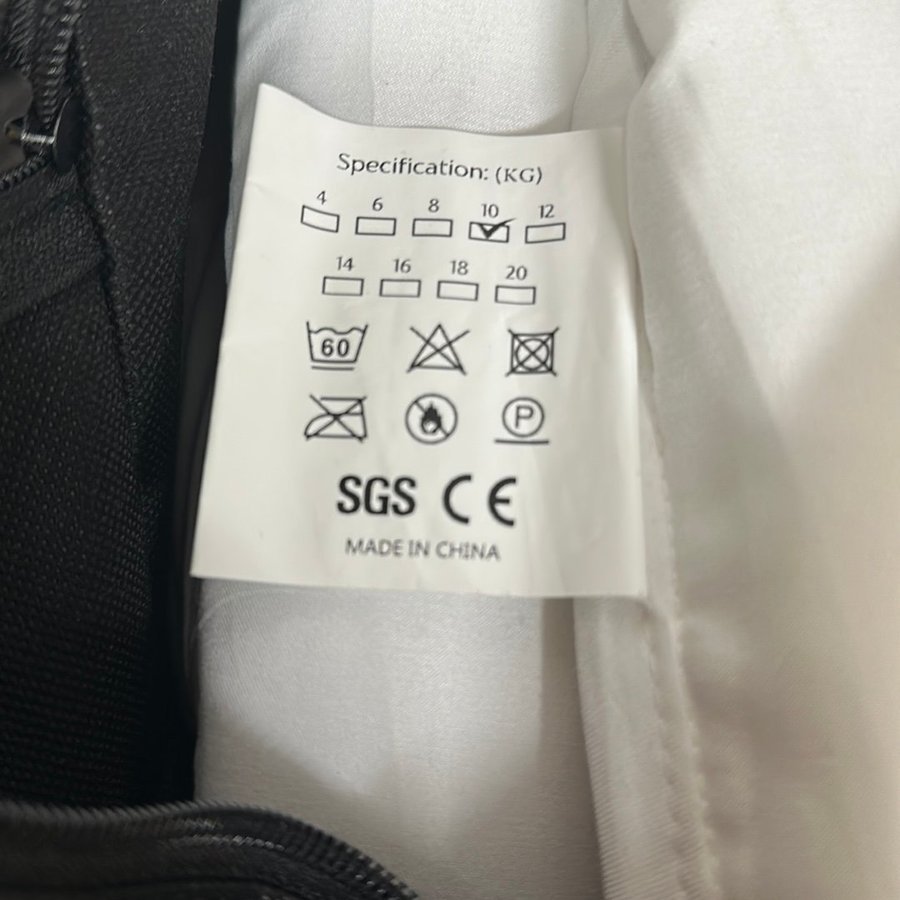 Specification: (KG)
4 6 8 10 12
14 16 18 20
60
P
SGS CE
MADE IN CHINA